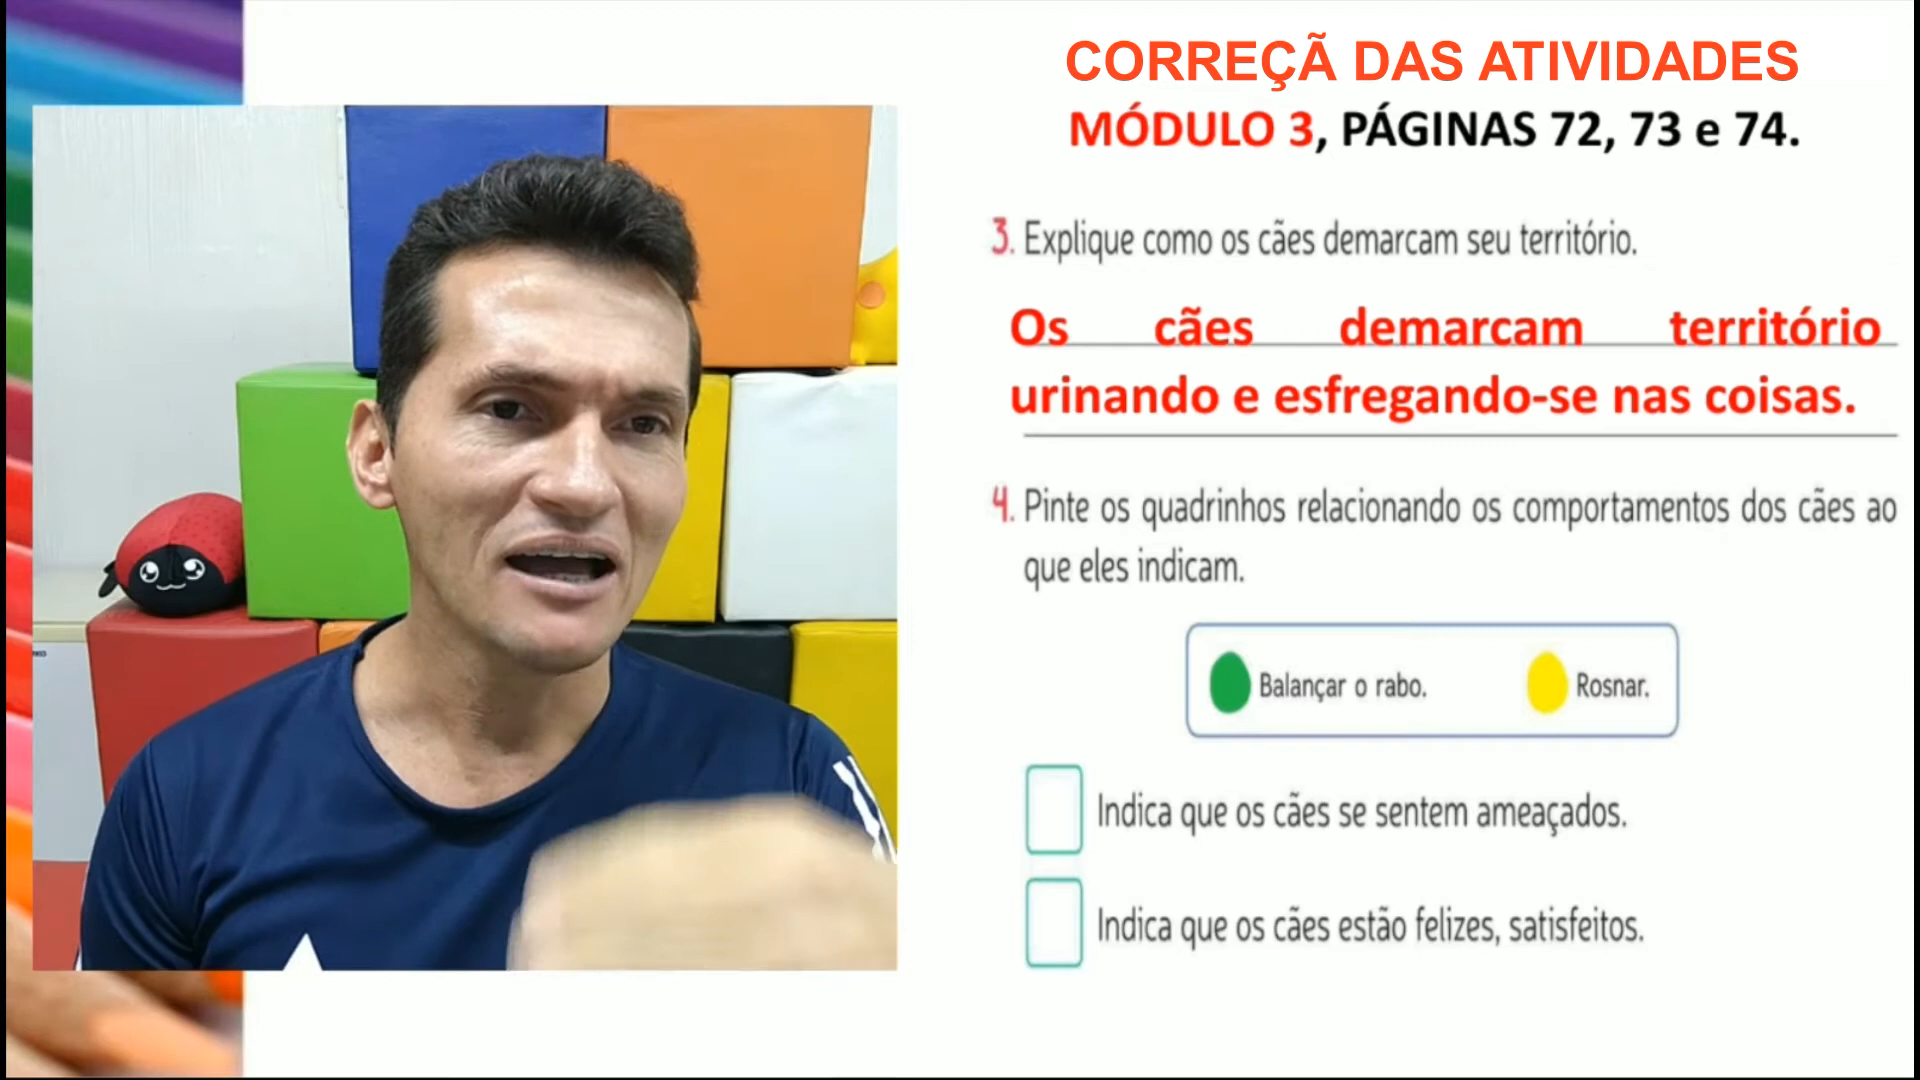 CORREÇÃ DAS ATIVIDADES
MÓDULO 3, PÁGINAS 72, 73 e 74.
3. Explique como os cães demarcam seu território.
Os cães demarcam território
urinando e esfregando-se nas coisas.
4. Pinte os quadrinhos relacionando os comportamentos dos cães ao
que eles indicam.
Balançar o rabo. Rosnar.
Indica que os cães se sentem ameaçados.
Indica que os cães estão felizes, satisfeitos.